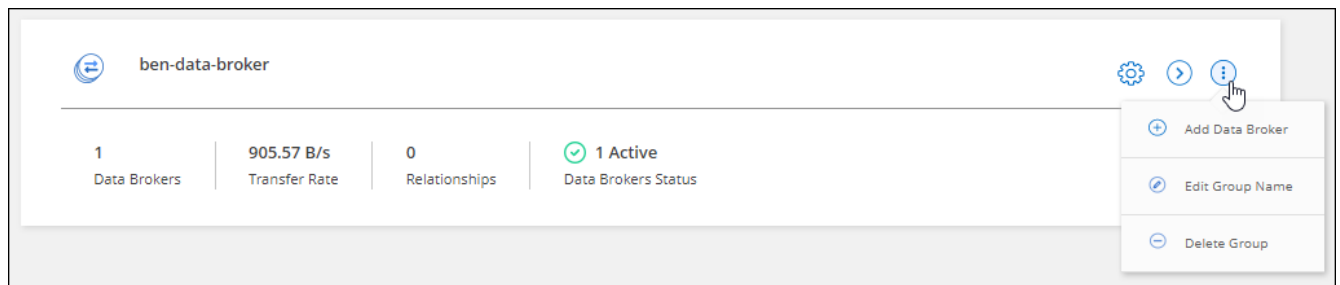 ben-data-broker
1
Data Brokers
905.57 B/s
Transfer Rate
0
Relationships
1 Active
Data Brokers Status
Add Data Broker
Edit Group Name
Delete Group